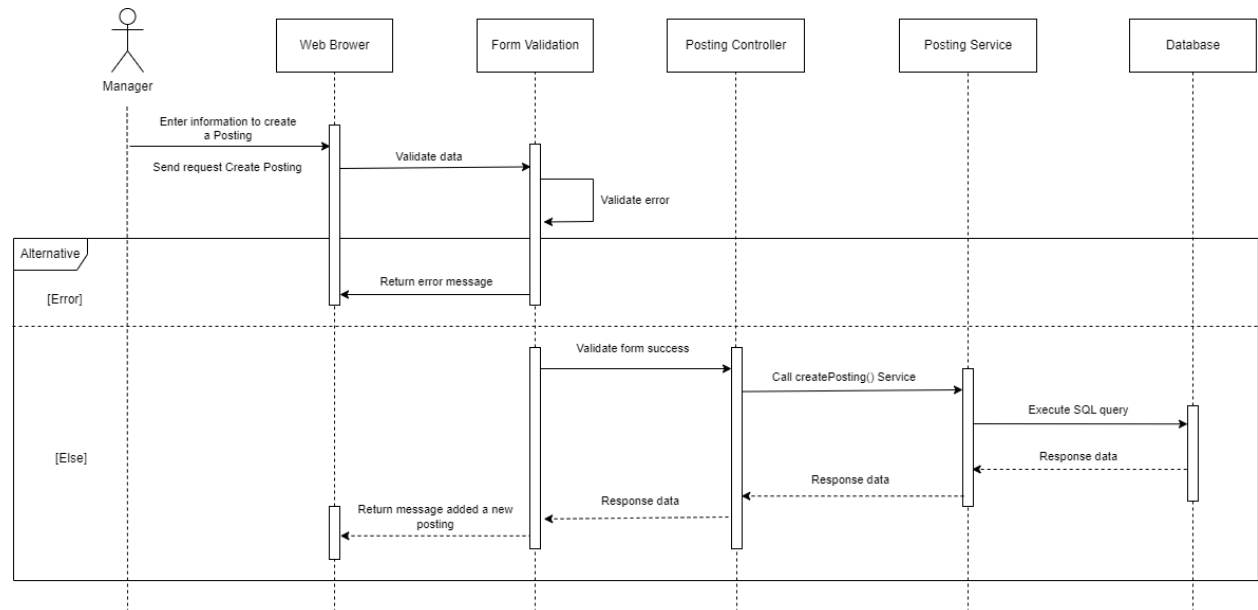 Manager
Web Brower
Form Validation
Posting Controller
Posting Service
Database
Enter information to create
a Posting
Send request Create Posting
Validate data
Validate error
Alternative
[Error]
Return error message
Validate form success
Call createPosting() Service
Execute SQL query
[Else]
Response data
Response data
Response data
Return message added a new
posting